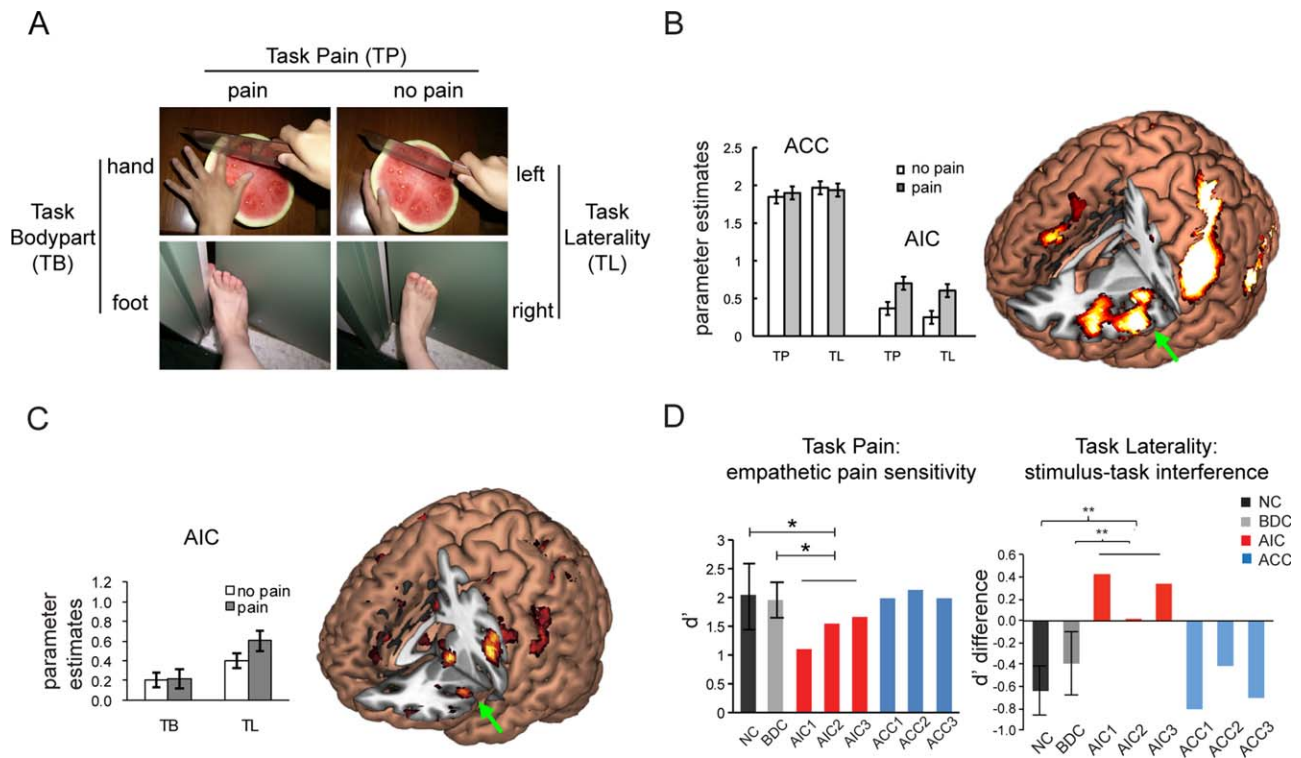 A
Task Pain (TP)
pain
no pain
hand
left
Task
Bodypart
(TB)
Task
Laterality
(TL)
foot
right
B
parameter estimates
2.5
2
1.5
1
0.5
0
ACC
no pain
pain
AIC
TP
TL
TP
TL
C
AIC
parameter
estimates
1.2
1.0
0.8
0.6
0.4
0.2
0.0
no pain
pain
TB
TL
D
Task Pain:
empathetic pain sensitivity
d'
3
2.5
2
1.5
1
0.5
0
*
*
NC
BDC
AIC1
AIC2
AIC3
ACC1
ACC2
ACC3
Task Laterality:
stimulus-task interference
NC
BDC
AIC
ACC
**
**
d' difference
0.6
0.4
0.2
0.0
-0.2
-0.4
-0.6
-0.8
-1.0
NC
BDC
AIC1
AIC2
AIC3
ACC1
ACC2
ACC3